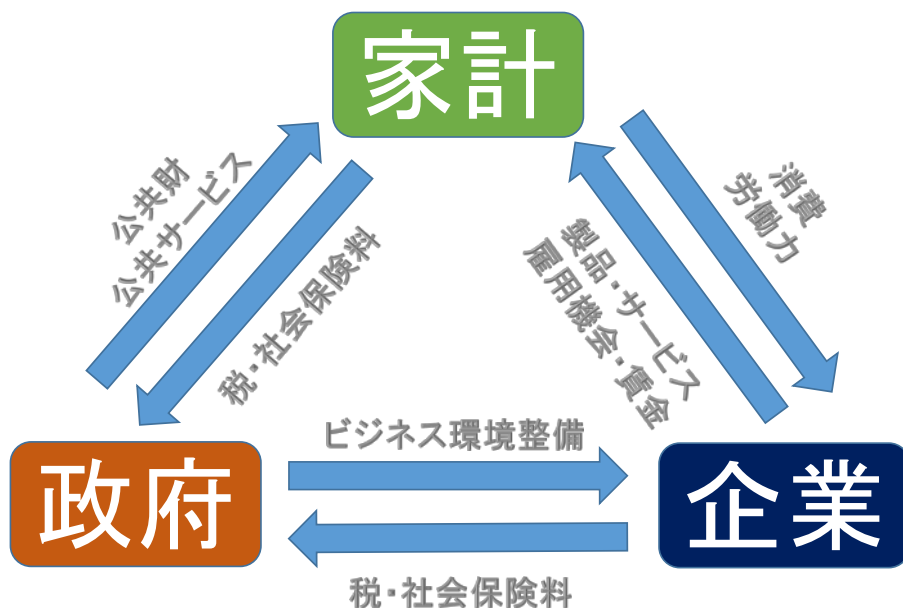 家計
公共財
公共サービス
税・社会保険料
消費
労働力
製品・サービス
雇用機会・賃金
ビジネス環境整備
政府
企業
税・社会保険料